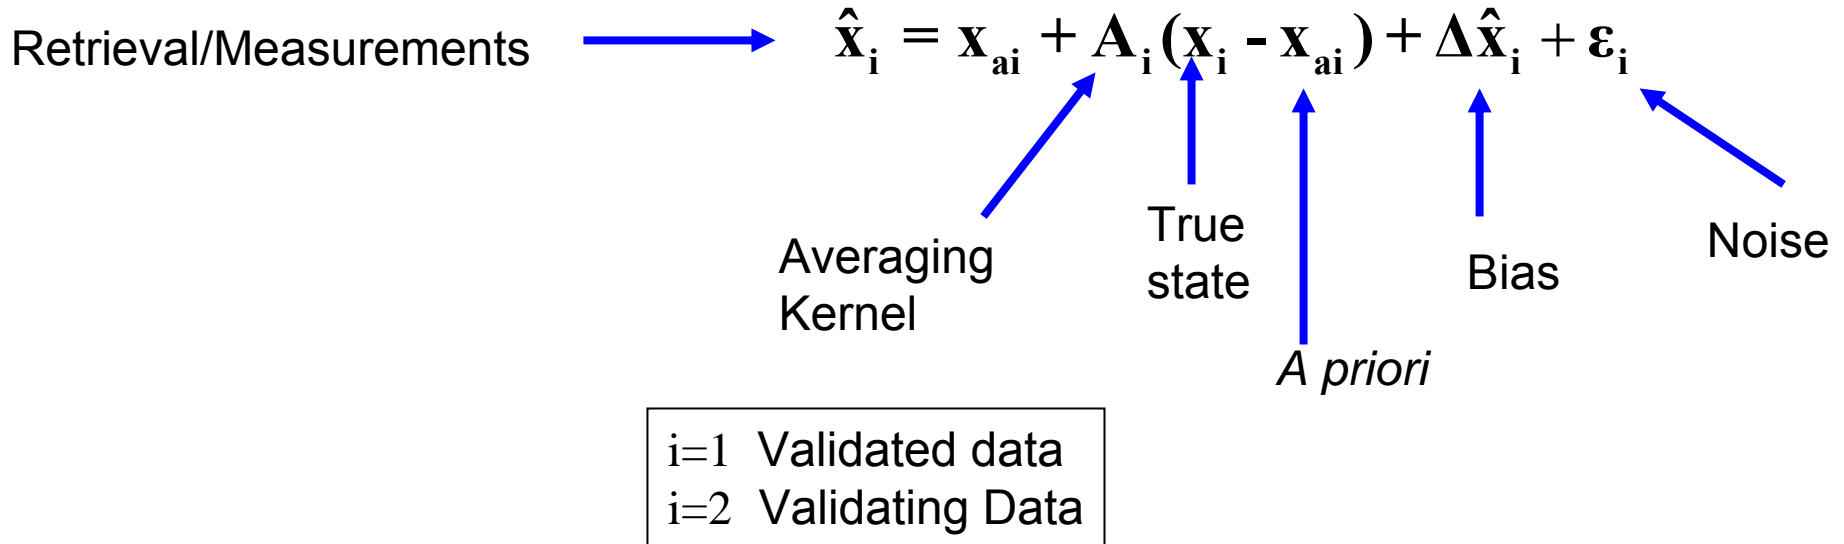 Retrieval/Measurements
x̂ᵢ = xₐᵢ + Aᵢ(xᵢ - xₐᵢ) + Δx̂ᵢ + εᵢ
Averaging
Kernel
True
state
A priori
Bias
Noise
i=1 Validated data
i=2 Validating Data